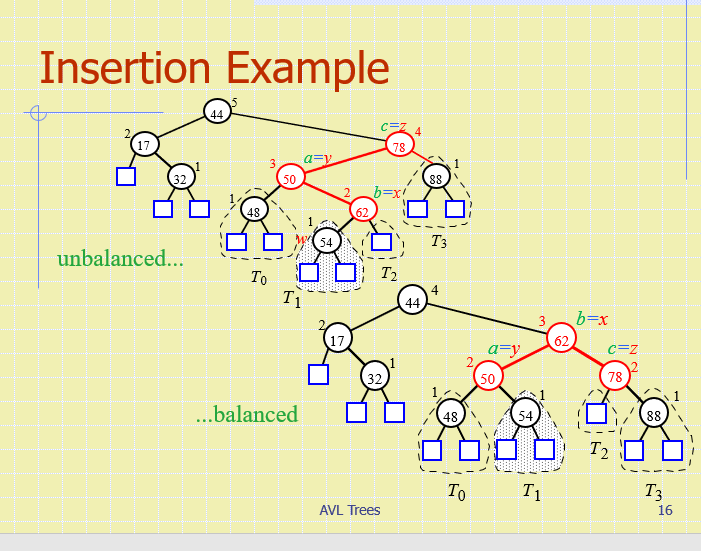 Insertion Example
5
44
c=z 4
2
17
78
3 a=y
1
1
50
32
88
2 b=x
1
48
62
1
w
54
T3
unbalanced...
T0
T2
T1
4
44
3 b=x
2
17
62
a=y
c=z
2
1
2
50
78
32
1
1
1
...balanced
48
54
88
T2
T0
T1
T3
AVL Trees
16